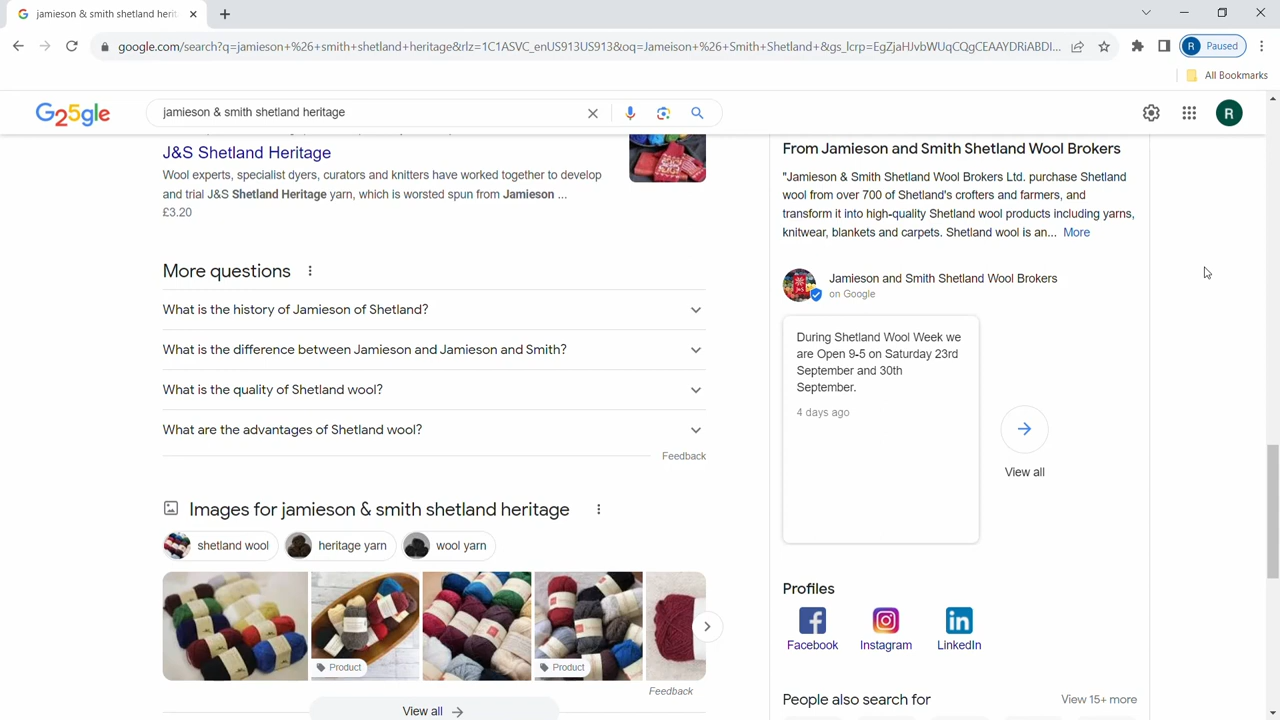 jamieson & smith shetland herit
google.com/search?q=jamieson+%26+smith+shetland+heritage&rlz=1C1ASVC_enUS913US913&oq=Jameison+%26+Smith+Shetland+&gs_lcrp=EgZjaHJvbWUqCQgCEAAYDRiABDI...
R
Paused
All Bookmarks
G25gle
jamieson & smith shetland heritage
R
J&S Shetland Heritage
Wool experts, specialist dyers, curators and knitters have worked together to develop
and trial J&S Shetland Heritage yarn, which is worsted spun from Jamieson ...
£3.20
More questions
What is the history of Jamieson of Shetland?
What is the difference between Jamieson and Jamieson and Smith?
What is the quality of Shetland wool?
What are the advantages of Shetland wool?
Feedback
Images for jamieson & smith shetland heritage
shetland wool
heritage yarn
wool yarn
Product
Product
Feedback
View all
From Jamieson and Smith Shetland Wool Brokers
"Jamieson & Smith Shetland Wool Brokers Ltd. purchase Shetland
wool from over 700 of Shetland's crofters and farmers, and
transform it into high-quality Shetland wool products including yarns,
knitwear, blankets and carpets. Shetland wool is an... More
Jamieson and Smith Shetland Wool Brokers
on Google
During Shetland Wool Week we
are Open 9-5 on Saturday 23rd
September and 30th
September.
4 days ago
View all
Profiles
Facebook
Instagram
LinkedIn
People also search for
View 15+ more